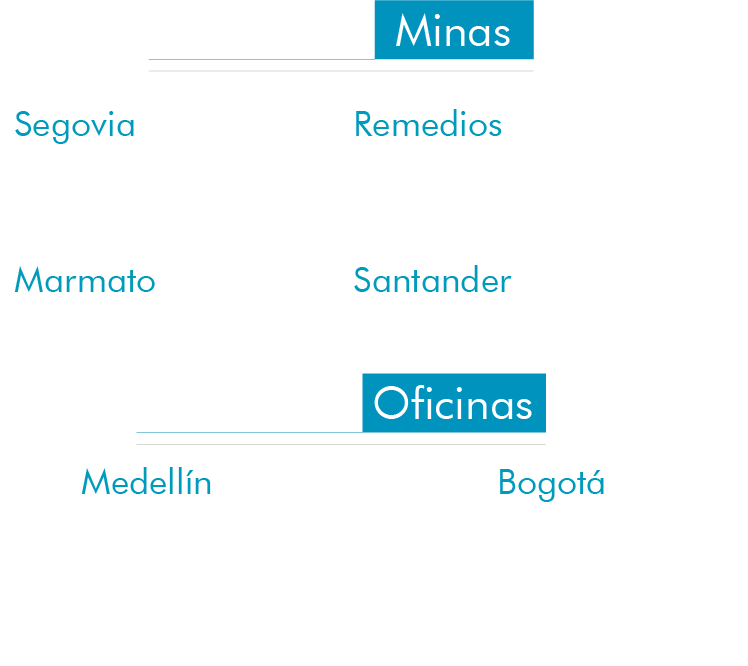 Minas
Segovia Remedios
Marmato Santander
Oficinas
Medellín Bogotá